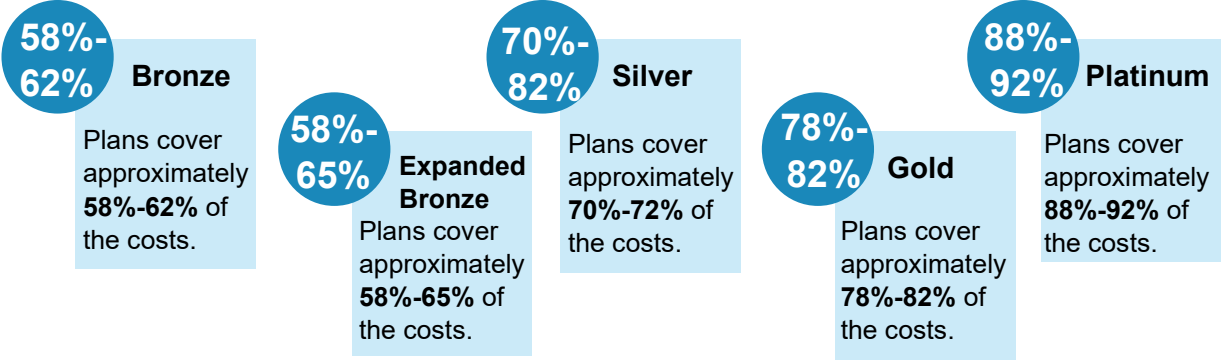 58%-
62%
Bronze
Plans cover
approximately
58%-62% of
the costs.
58%-
65%
Expanded
Bronze
Plans cover
approximately
58%-65% of
the costs.
70%-
82%
Silver
Plans cover
approximately
70%-72% of
the costs.
78%-
82%
Gold
Plans cover
approximately
78%-82% of
the costs.
88%-
92%
Platinum
Plans cover
approximately
88%-92% of
the costs.